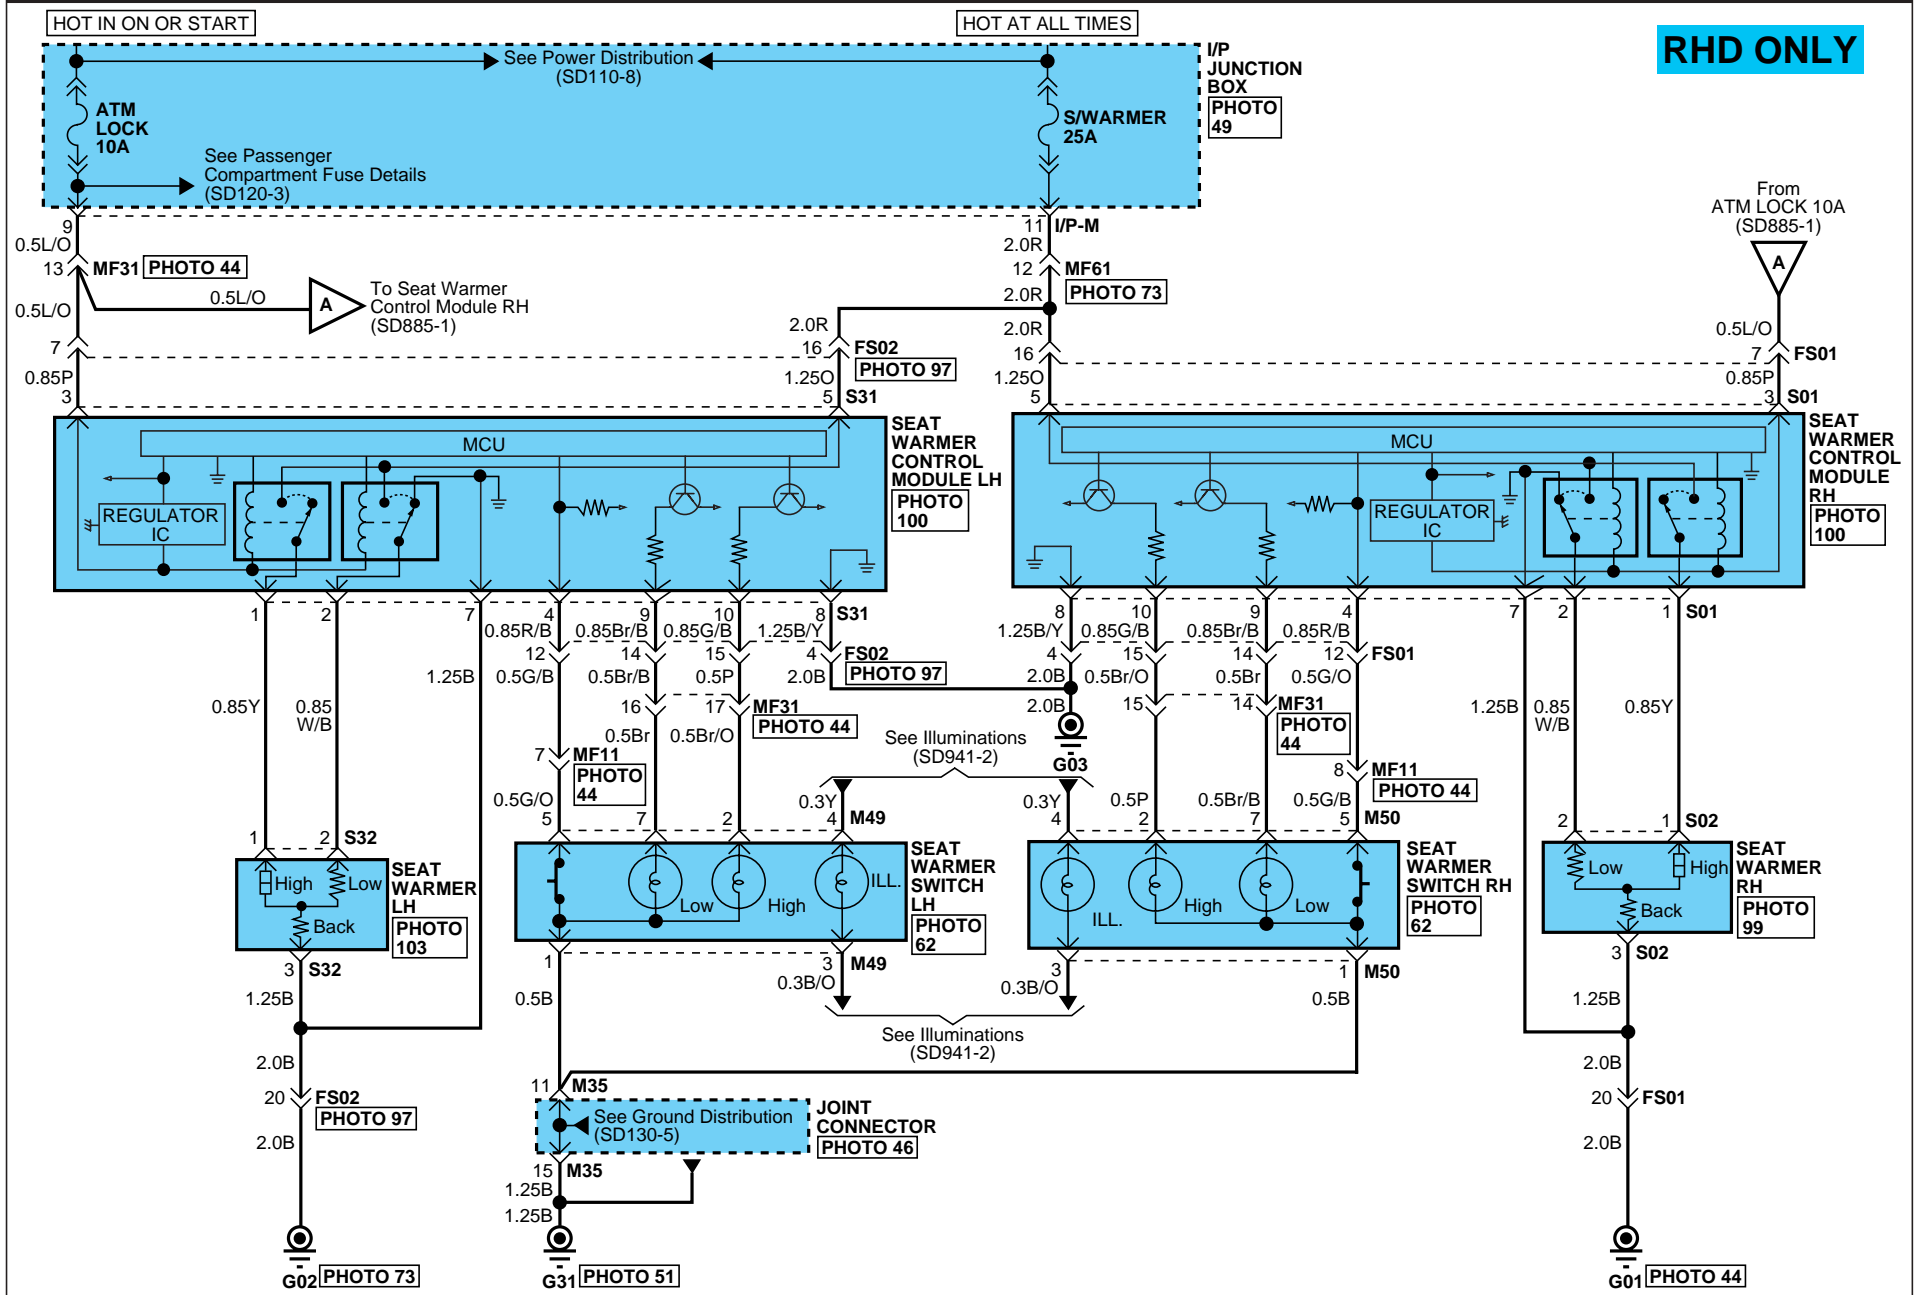 HOT IN ON OR START
HOT AT ALL TIMES
RHD ONLY
See Power Distribution
(SD110-8)
I/P
JUNCTION
BOX
PHOTO
49
ATM
LOCK
10A
S/WARMER
25A
See Passenger
Compartment Fuse Details
(SD120-3)
From
ATM LOCK 10A
(SD885-1)
A
9
0.5L/O
11
I/P-M
2.0R
13
MF31
PHOTO 44
12
MF61
PHOTO 73
0.5L/O
0.5L/O
A
To Seat Warmer
Control Module RH
(SD885-1)
2.0R
2.0R
2.0R
0.5L/O
7
16
FS02
PHOTO 97
16
7
FS01
0.85P
1.25O
1.25O
0.85P
3
5
S31
5
3
S01
MCU
REGULATOR
IC
SEAT
WARMER
CONTROL
MODULE LH
PHOTO
100
MCU
REGULATOR
IC
SEAT
WARMER
CONTROL
MODULE
RH
PHOTO
100
1
2
7
4
9
10
8
S31
8
10
9
4
7
2
1
S01
0.85R/B
0.85Br/B
0.85G/B
1.25B/Y
1.25B/Y
0.85G/B
0.85Br/B
0.85R/B
12
14
15
4
FS02
PHOTO 97
4
15
14
12
FS01
1.25B
0.5G/B
0.5Br/B
0.5P
2.0B
2.0B
0.5Br/O
0.5Br
0.5G/O
0.85Y
0.85
W/B
16
17
MF31
PHOTO 44
2.0B
15
14
MF31
PHOTO
44
1.25B
0.85
W/B
0.85Y
0.5Br
0.5Br/O
See Illuminations
(SD941-2)
G03
7
MF11
PHOTO
44
8
MF11
PHOTO 44
0.5G/O
0.3Y
0.3Y
0.5P
0.5Br/B
0.5G/B
5
7
2
4
M49
4
2
7
5
M50
1
2
S32
2
1
S02
High
Low
Back
SEAT
WARMER
LH
PHOTO
103
Low
High
ILL.
SEAT
WARMER
SWITCH
LH
PHOTO
62
ILL.
High
Low
SEAT
WARMER
SWITCH RH
PHOTO
62
Low
High
Back
SEAT
WARMER
RH
PHOTO
99
3
S32
1
3
M49
3
1
M50
3
S02
1.25B
0.5B
0.3B/O
0.3B/O
0.5B
1.25B
See Illuminations
(SD941-2)
2.0B
2.0B
20
FS02
PHOTO 97
11
M35
20
FS01
2.0B
See Ground Distribution
(SD130-5)
JOINT
CONNECTOR
PHOTO 46
2.0B
15
M35
1.25B
1.25B
G02
PHOTO 73
G31
PHOTO 51
G01
PHOTO 44